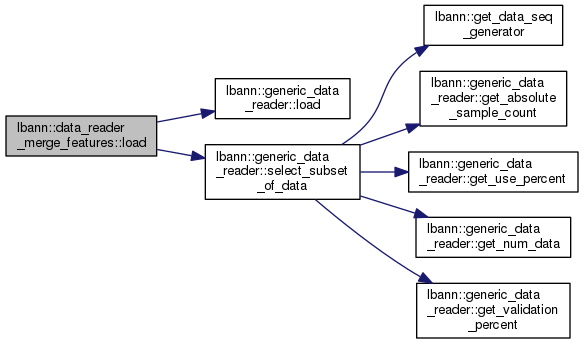 lbann::data_reader
_merge_features::load
lbann::generic_data
_reader::load
lbann::generic_data
_reader::select_subset
_of_data
lbann::get_data_seq
_generator
lbann::generic_data
_reader::get_absolute
_sample_count
lbann::generic_data
_reader::get_use_percent
lbann::generic_data
_reader::get_num_data
lbann::generic_data
_reader::get_validation
_percent